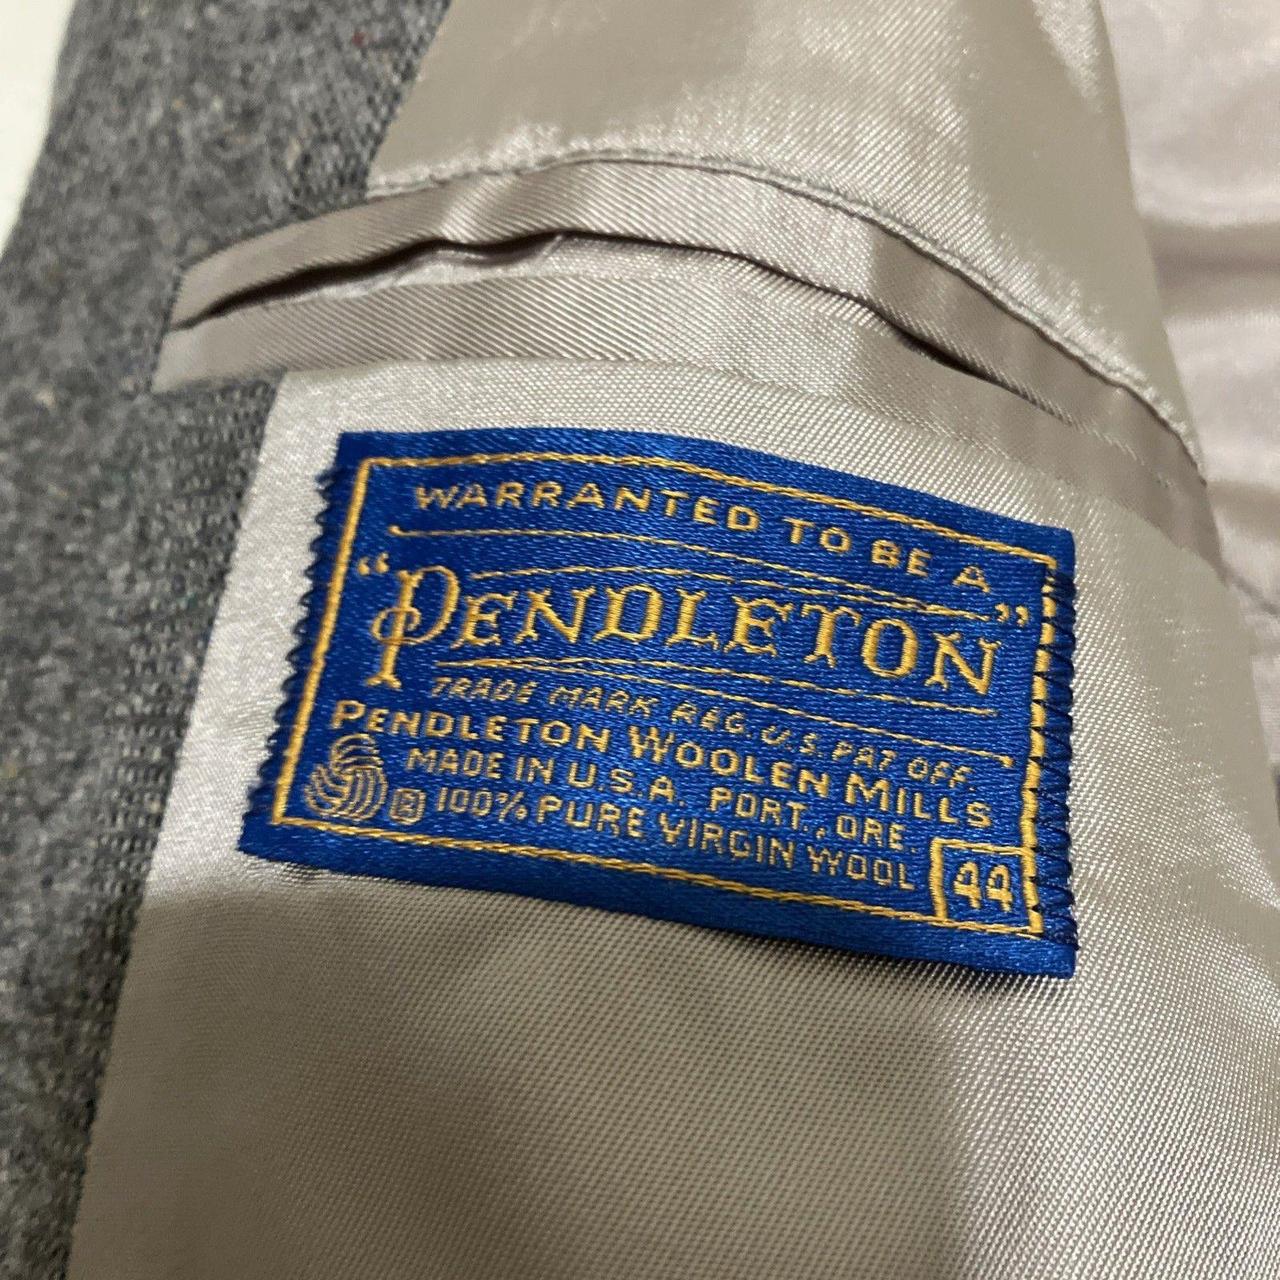 WARRANTED TO BE A
"PENDLETON"
TRADE MARK REG. U.S. PAT OFF.
PENDLETON WOOLEN MILLS
MADE IN U.S.A. PORT., ORE.
® 100% PURE VIRGIN WOOL
44